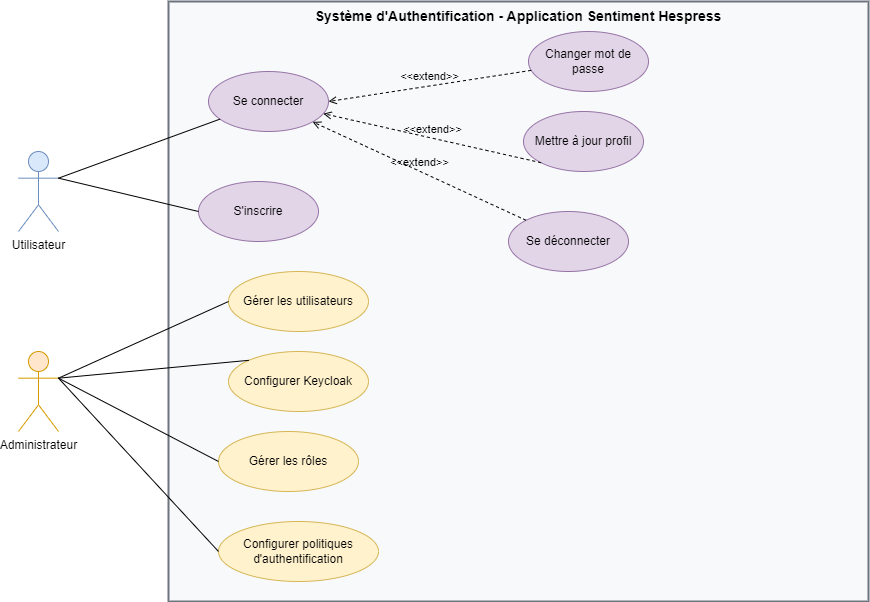 Système d'Authentification - Application Sentiment Hespress
Changer mot de
passe
<<extend>>
Se connecter
<<extend>>
Mettre à jour profil
<<extend>>
S'inscrire
Se déconnecter
Utilisateur
Gérer les utilisateurs
Configurer Keycloak
Administrateur
Gérer les rôles
Configurer politiques
d'authentification